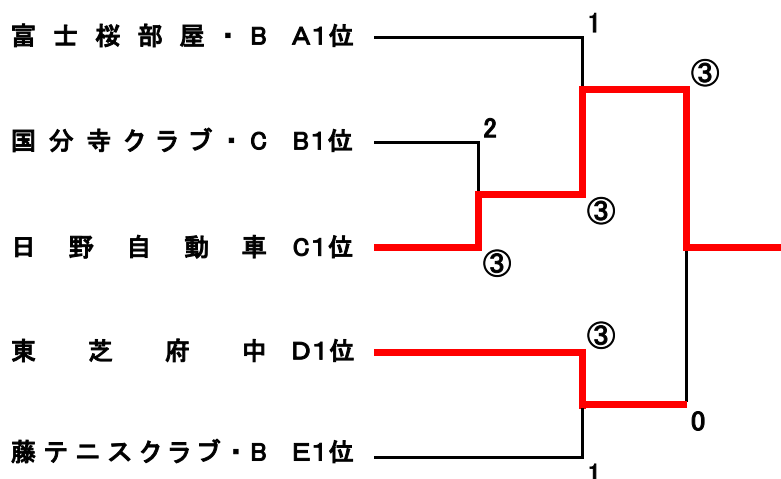 富士桜部屋・B A1位 1
③
国分寺クラブ・C B1位 2
③
日野自動車 C1位 ③
東芝府中 D1位 ③
0
藤テニスクラブ・B E1位 1